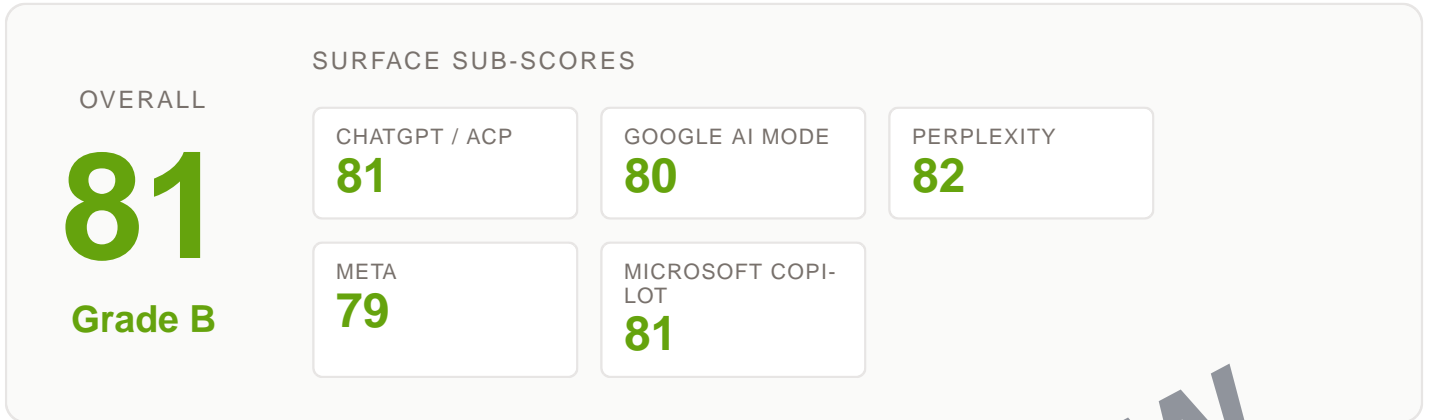 OVERALL
81
Grade B
SURFACE SUB-SCORES
CHATGPT / ACP
81
GOOGLE AI MODE
80
PERPLEXITY
82
META
79
MICROSOFT COPI-
LOT
81